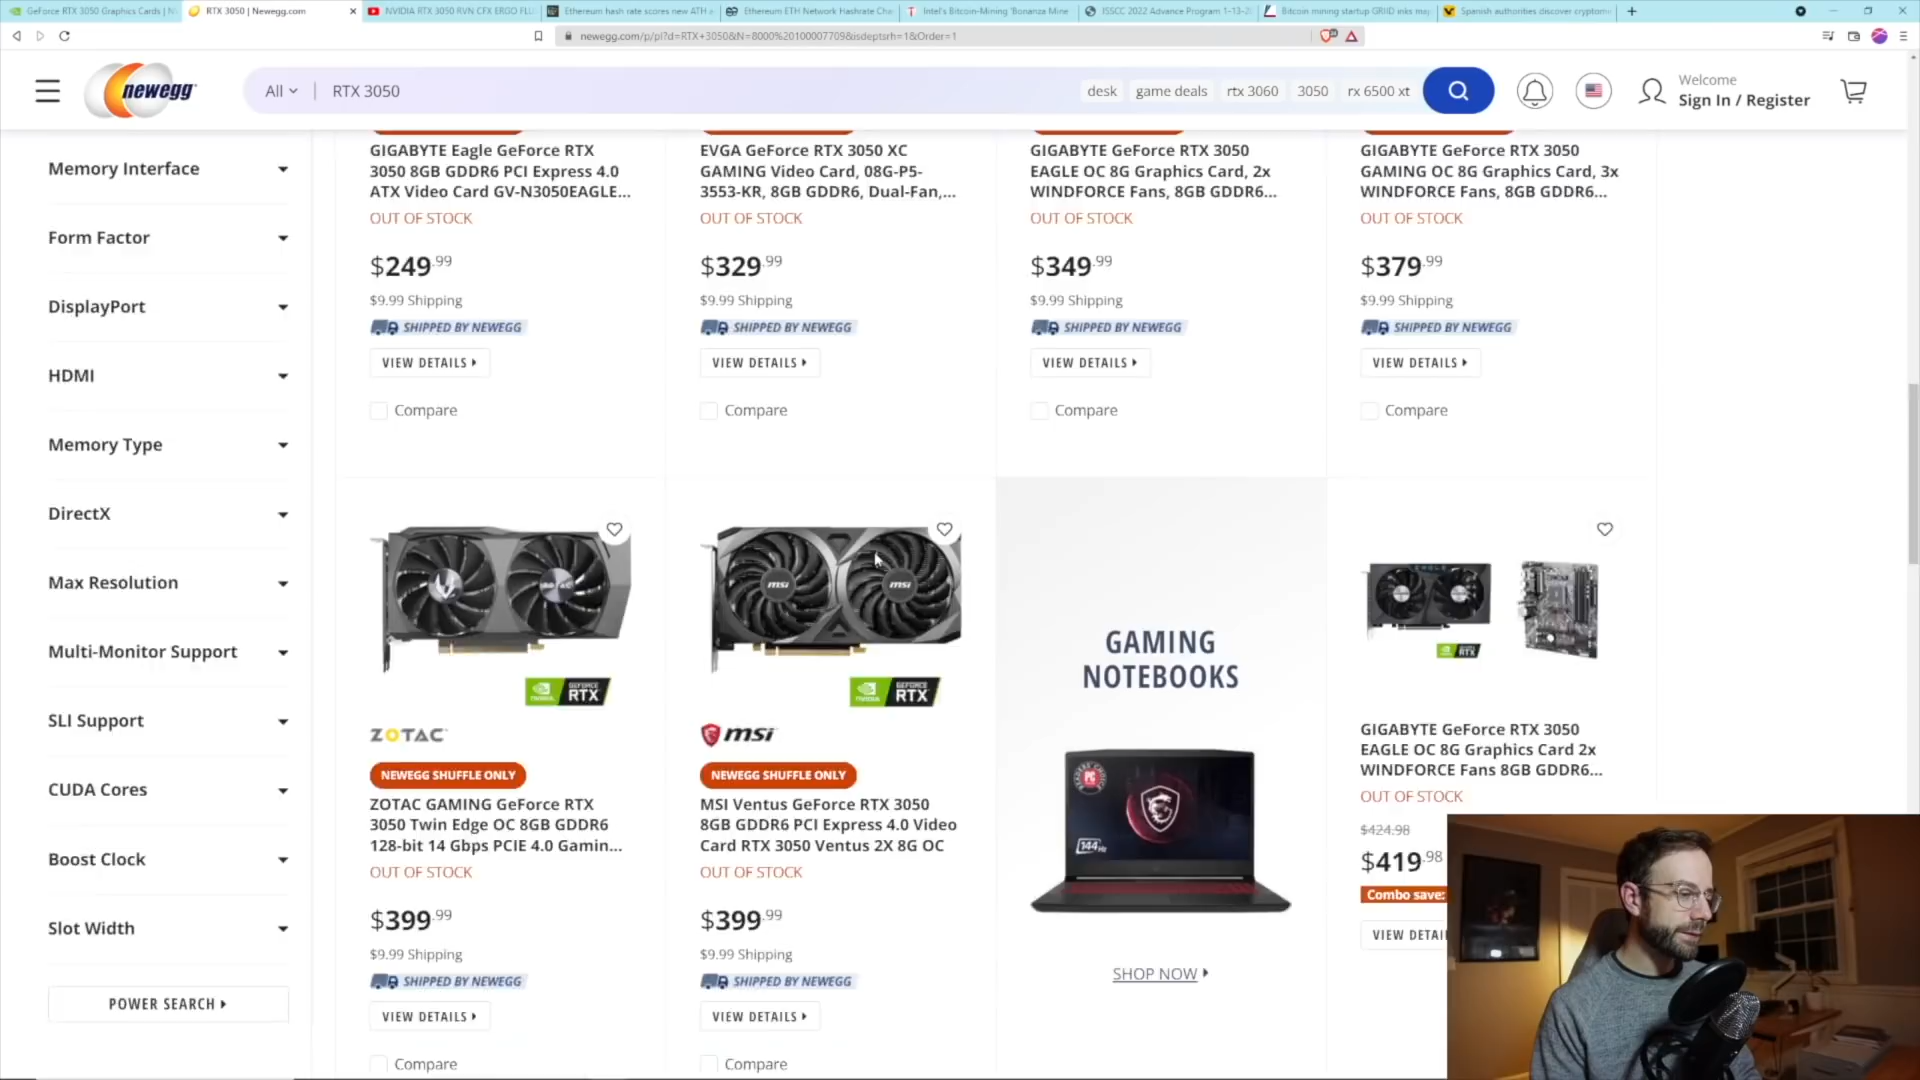 GeForce RTX 3050 Graphics Cards | N
RTX 3050 | Newegg.com
NVIDIA RTX 3050 RVN CFX ERGO FLU
Ethereum hash rate scores new ATH a
Ethereum ETH Network Hashrate Cha
Intel's Bitcoin-Mining 'Bonanza Mine
ISSCC 2022 Advance Program 1-13-2
Bitcoin mining startup GRIID inks maj
Spanish authorities discover cryptom
newegg.com/p/pl?d=RTX+3050&N=8000%20100007709&isdeptsrh=1&Order=1
newegg
All
RTX 3050
desk
game deals
rtx 3060
3050
rx 6500 xt
Welcome
Sign In / Register
Memory Interface
Form Factor
DisplayPort
HDMI
Memory Type
DirectX
Max Resolution
Multi-Monitor Support
SLI Support
CUDA Cores
Boost Clock
Slot Width
POWER SEARCH
GIGABYTE Eagle GeForce RTX
3050 8GB GDDR6 PCI Express 4.0
ATX Video Card GV-N3050EAGLE...
OUT OF STOCK
$249.99
$9.99 Shipping
SHIPPED BY NEWEGG
VIEW DETAILS
Compare
EVGA GeForce RTX 3050 XC
GAMING Video Card, 08G-P5-
3553-KR, 8GB GDDR6, Dual-Fan,...
OUT OF STOCK
$329.99
$9.99 Shipping
SHIPPED BY NEWEGG
VIEW DETAILS
Compare
GIGABYTE GeForce RTX 3050
EAGLE OC 8G Graphics Card, 2x
WINDFORCE Fans, 8GB GDDR6...
OUT OF STOCK
$349.99
$9.99 Shipping
SHIPPED BY NEWEGG
VIEW DETAILS
Compare
GIGABYTE GeForce RTX 3050
GAMING OC 8G Graphics Card, 3x
WINDFORCE Fans, 8GB GDDR6...
OUT OF STOCK
$379.99
$9.99 Shipping
SHIPPED BY NEWEGG
VIEW DETAILS
Compare
ZOTAC
GEFORCE
RTX
ZOTAC
NEWEGG SHUFFLE ONLY
ZOTAC GAMING GeForce RTX
3050 Twin Edge OC 8GB GDDR6
128-bit 14 Gbps PCIE 4.0 Gamin...
OUT OF STOCK
$399.99
$9.99 Shipping
SHIPPED BY NEWEGG
VIEW DETAILS
Compare
msi
msi
GEFORCE
RTX
msi
NEWEGG SHUFFLE ONLY
MSI Ventus GeForce RTX 3050
8GB GDDR6 PCI Express 4.0 Video
Card RTX 3050 Ventus 2X 8G OC
OUT OF STOCK
$399.99
$9.99 Shipping
SHIPPED BY NEWEGG
VIEW DETAILS
Compare
GAMING
NOTEBOOKS
144Hz
SHOP NOW
RTX
GIGABYTE GeForce RTX 3050
EAGLE OC 8G Graphics Card 2x
WINDFORCE Fans 8GB GDDR6...
OUT OF STOCK
$424.98
$419.98
Combo save:
VIEW DETAI